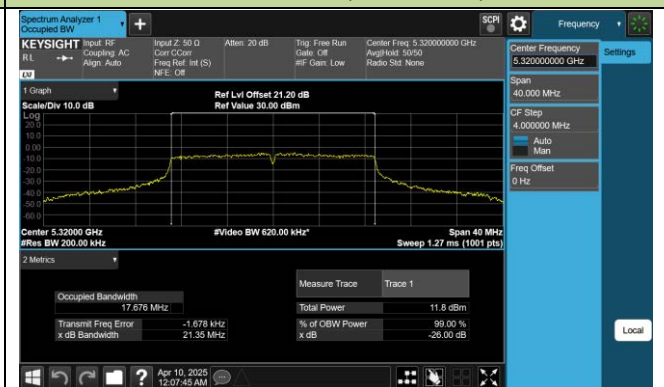 Spectrum Analyzer 1
Occupied BW
+
SCPI
Frequency
KEYSIGHT
Input: RF
Input Z: 50 Ω
Atten: 20 dB
Trig: Free Run
Center Freq: 5.320000000 GHz
R L
Coupling: AC
Corr CCorr
Gate: Off
Avg|Hold: 50/50
Align: Auto
Freq Ref: Int (S)
#IF Gain: Low
Radio Std: None
LXI
NFE: Off
Center Frequency
5.320000000 GHz
Settings
Span
40.000 MHz
CF Step
4.000000 MHz
Auto
Man
Freq Offset
0 Hz
Local
1 Graph
Ref Lvl Offset 21.20 dB
Scale/Div 10.0 dB
Ref Value 30.00 dBm
Log
20.0
10.0
0.00
-10.0
-20.0
-30.0
-40.0
-50.0
-60.0
Center 5.32000 GHz
#Video BW 620.00 kHz*
Span 40 MHz
#Res BW 200.00 kHz
Sweep 1.27 ms (1001 pts)
2 Metrics
Measure Trace
Trace 1
Occupied Bandwidth
17.676 MHz
Total Power
11.8 dBm
Transmit Freq Error
-1.678 kHz
% of OBW Power
99.00 %
x dB Bandwidth
21.35 MHz
x dB
-26.00 dB
?
Apr 10, 2025
12:07:45 AM